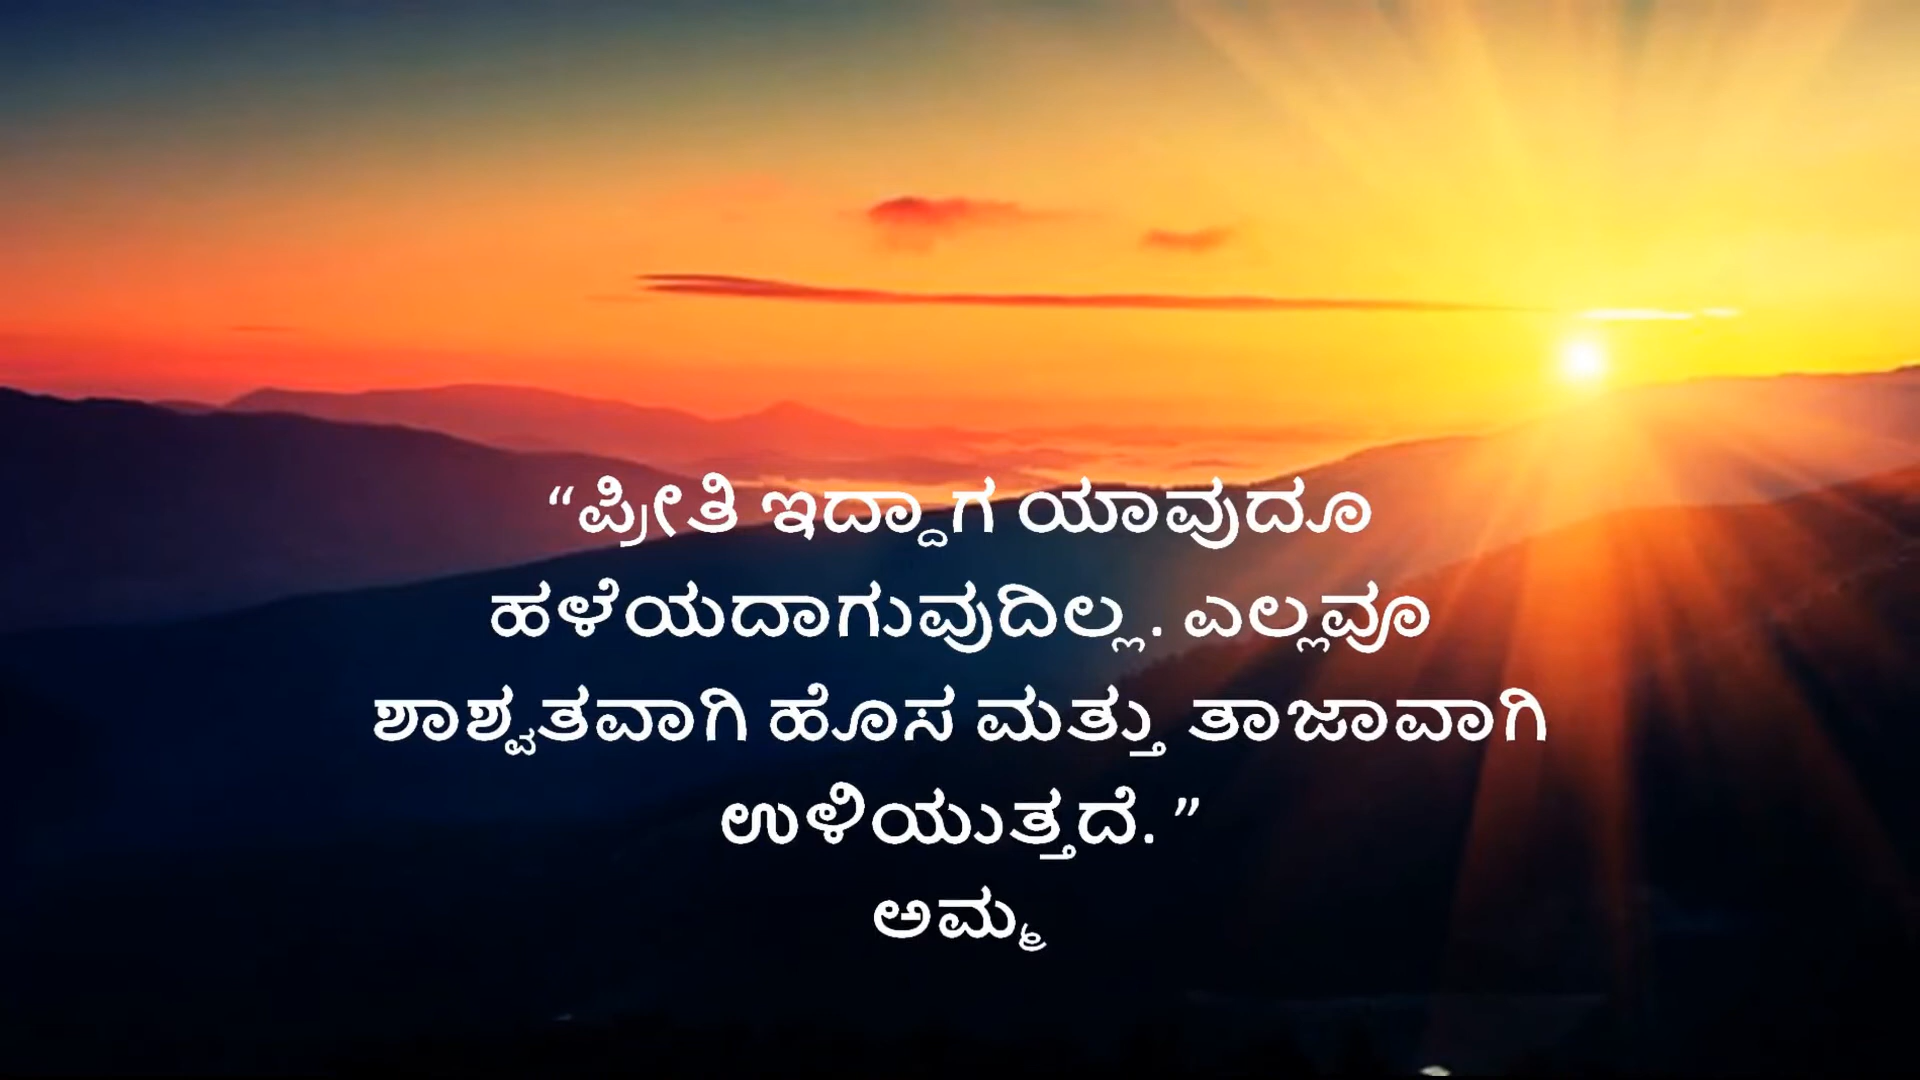 “ಪ್ರೀತಿ ಇದ್ದಾಗ ಯಾವುದೂ
ಹಳೆಯದಾಗುವುದಿಲ್ಲ. ಎಲ್ಲವೂ
ಶಾಶ್ವತವಾಗಿ ಹೊಸ ಮತ್ತು ತಾಜಾವಾಗಿ
ಉಳಿಯುತ್ತದೆ.”
ಅಮ್ಮ